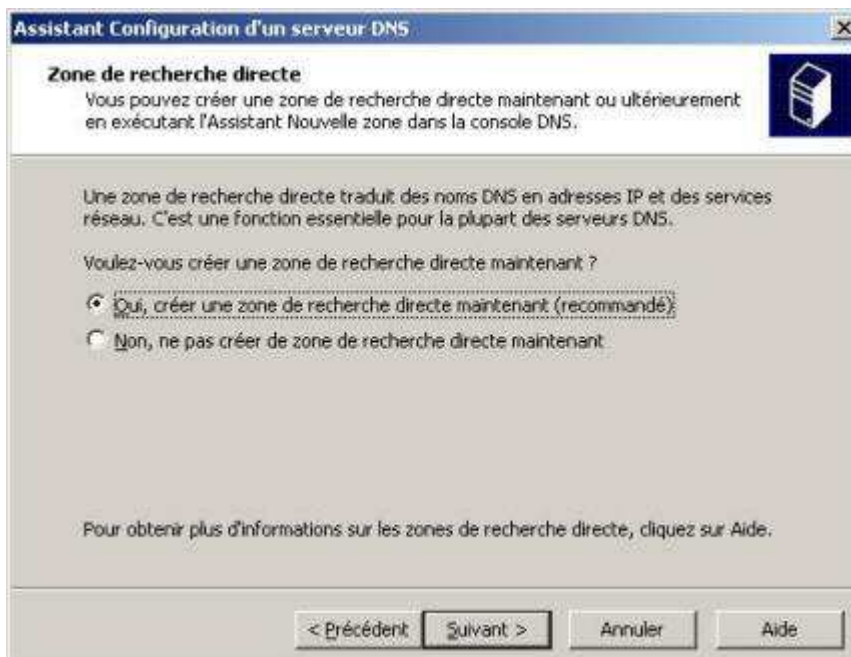 Assistant Configuration d'un serveur DNS
Zone de recherche directe
Vous pouvez créer une zone de recherche directe maintenant ou ultérieurement
en exécutant l'Assistant Nouvelle zone dans la console DNS.
Une zone de recherche directe traduit des noms DNS en adresses IP et des services
réseau. C'est une fonction essentielle pour la plupart des serveurs DNS.
Voulez-vous créer une zone de recherche directe maintenant ?
Oui, créer une zone de recherche directe maintenant (recommandé)
Non, ne pas créer de zone de recherche directe maintenant
Pour obtenir plus d'informations sur les zones de recherche directe, cliquez sur Aide.
< Précédent Suivant > Annuler Aide